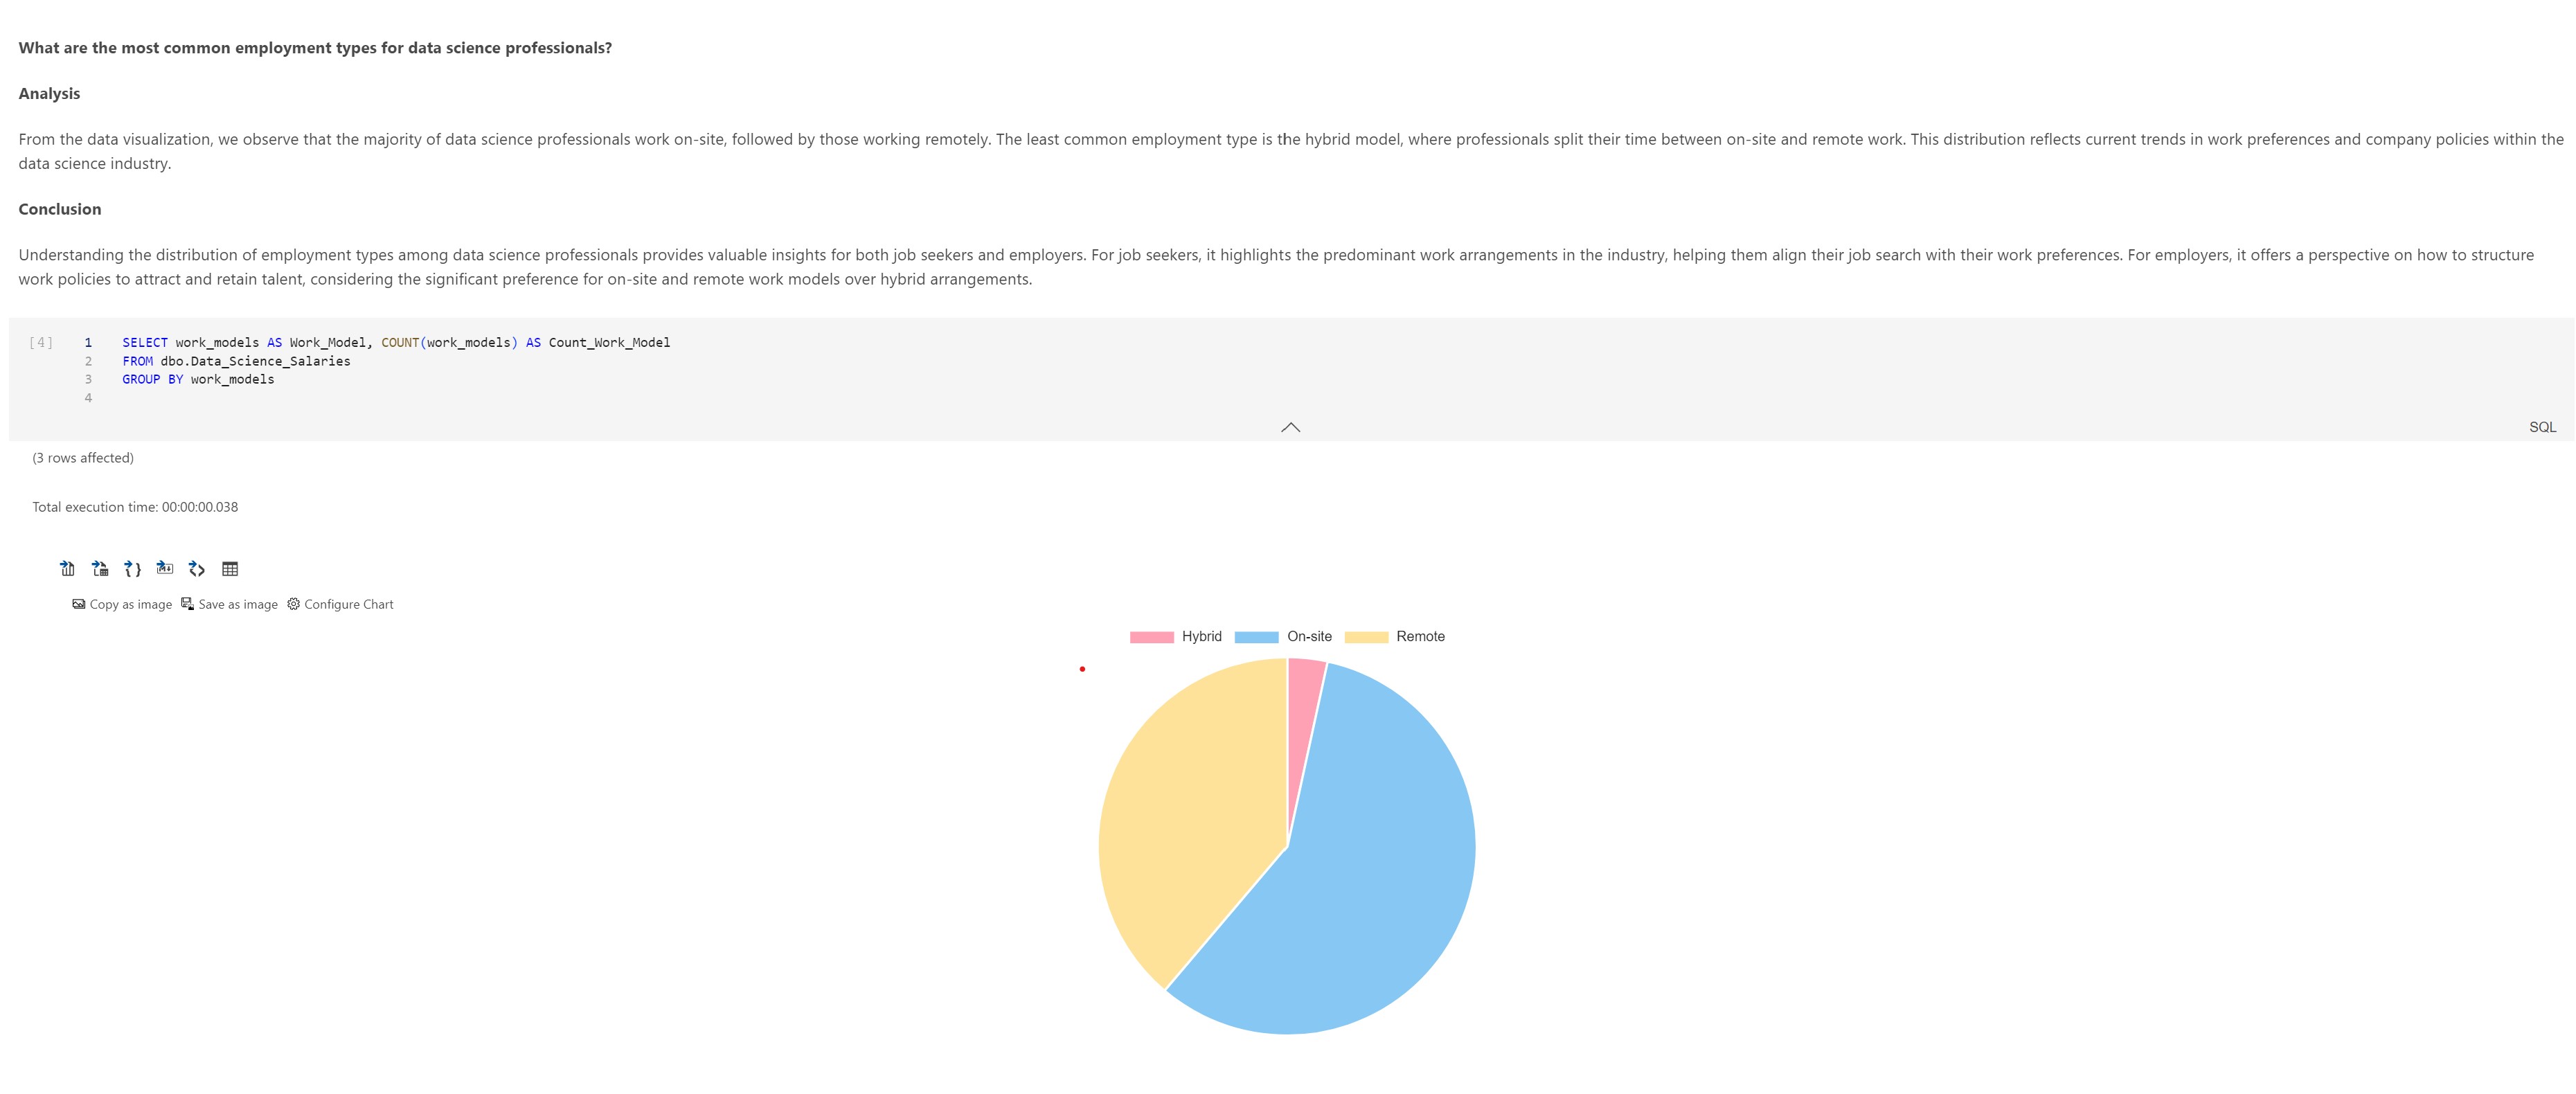 What are the most common employment types for data science professionals?
Analysis
From the data visualization, we observe that the majority of data science professionals work on-site, followed by those working remotely. The least common employment type is the hybrid model, where professionals split their time between on-site and remote work. This distribution reflects current trends in work preferences and company policies within the
data science industry.
Conclusion
Understanding the distribution of employment types among data science professionals provides valuable insights for both job seekers and employers. For job seekers, it highlights the predominant work arrangements in the industry, helping them align their job search with their work preferences. For employers, it offers a perspective on how to structure
work policies to attract and retain talent, considering the significant preference for on-site and remote work models over hybrid arrangements.
[4] 1 SELECT work_models AS Work_Model, COUNT(work_models) AS Count_Work_Model
2 FROM dbo.Data_Science_Salaries
3 GROUP BY work_models
4
SQL
(3 rows affected)
Total execution time: 00:00:00.038
Copy as image Save as image Configure Chart
Hybrid On-site Remote